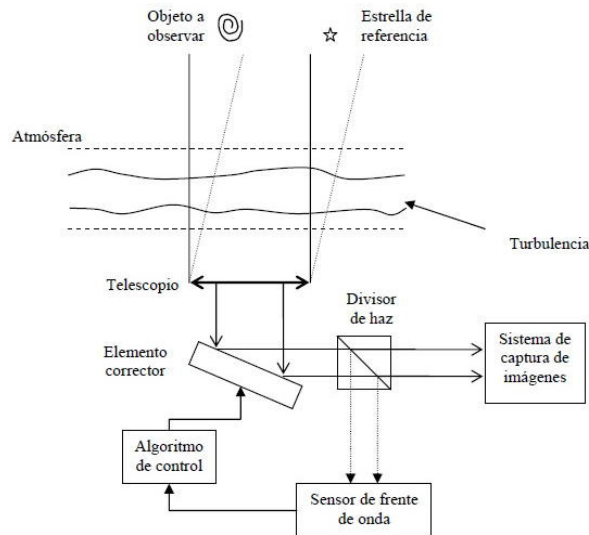 Objeto a
observar
Estrella de
referencia
Atmósfera
Turbulencia
Telescopio
Divisor
de haz
Elemento
corrector
Sistema de
captura de
imágenes
Algoritmo
de control
Sensor de frente
de onda